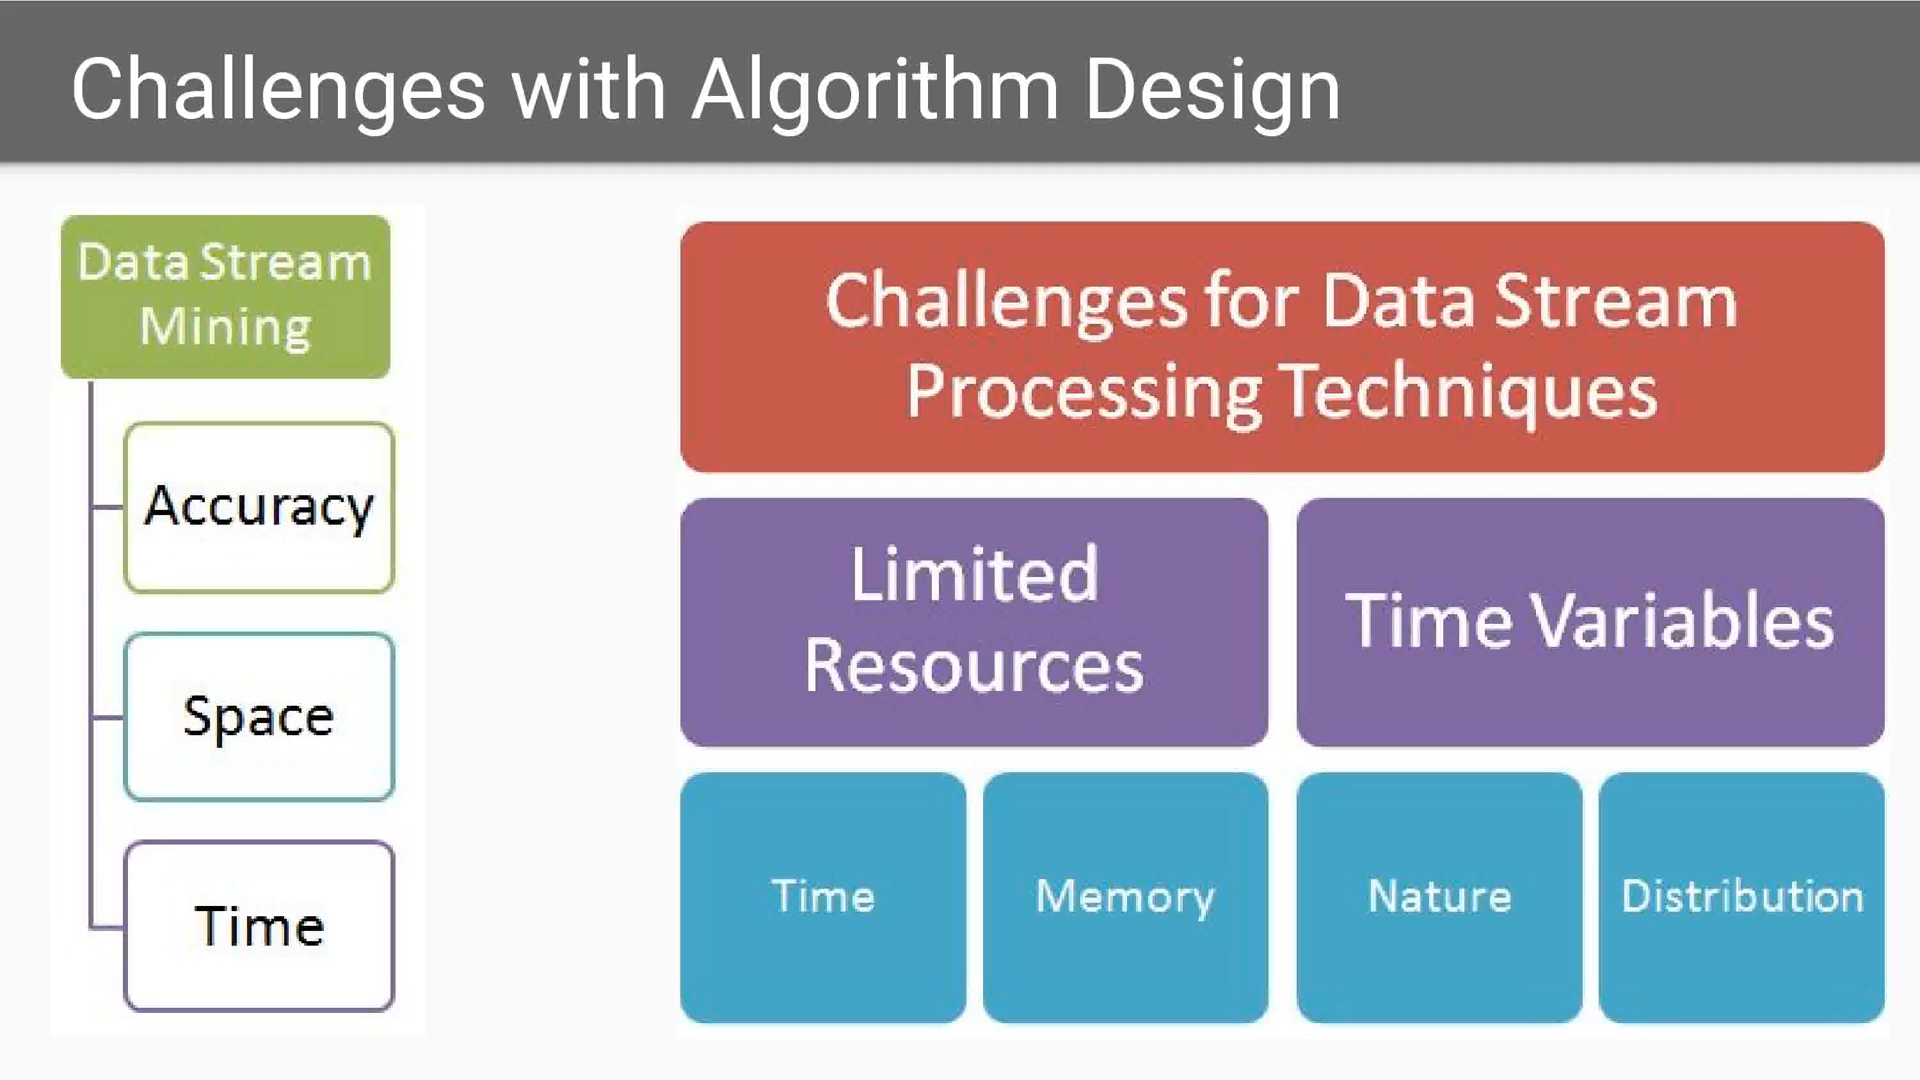 Challenges with Algorithm Design
Data Stream
Mining
Accuracy
Space
Time
Challenges for Data Stream
Processing Techniques
Limited
Resources
Time Variables
Time
Memory
Nature
Distribution